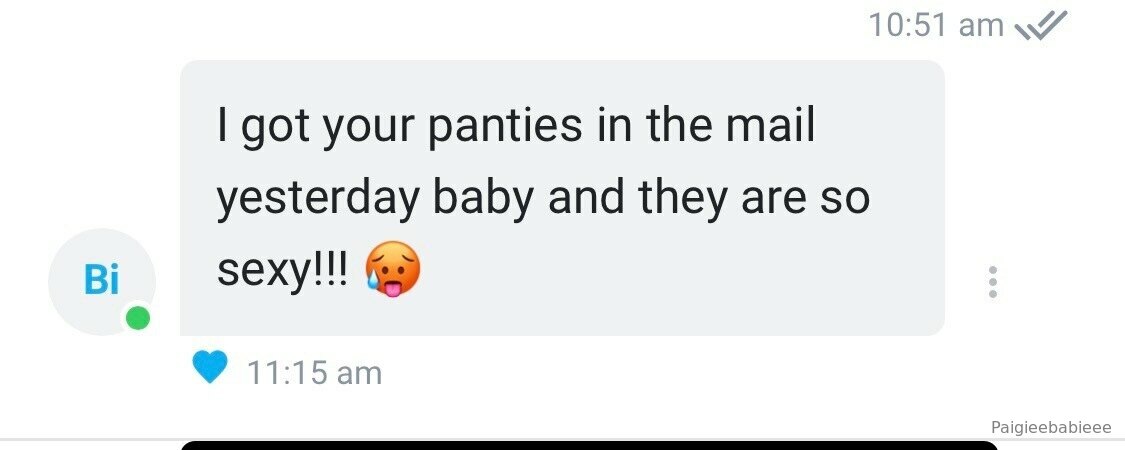 10:51 am
I got your panties in the mail
yesterday baby and they are so
sexy!!! 🥵
Bi
11:15 am
Paigieebabieee